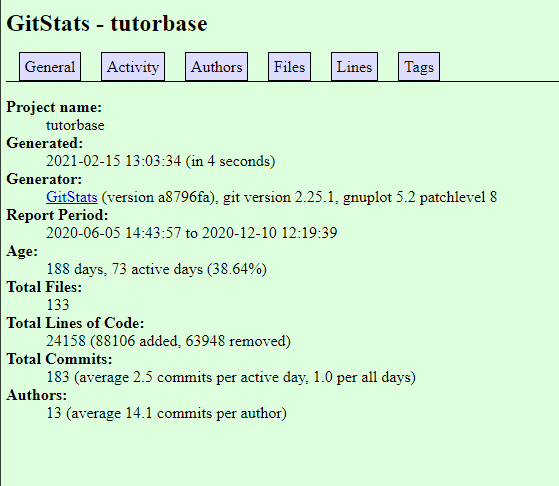 GitStats - tutorbase
General Activity Authors Files Lines Tags
Project name:
tutorbase
Generated:
2021-02-15 13:03:34 (in 4 seconds)
Generator:
GitStats (version a8796fa), git version 2.25.1, gnuplot 5.2 patchlevel 8
Report Period:
2020-06-05 14:43:57 to 2020-12-10 12:19:39
Age:
188 days, 73 active days (38.64%)
Total Files:
133
Total Lines of Code:
24158 (88106 added, 63948 removed)
Total Commits:
183 (average 2.5 commits per active day, 1.0 per all days)
Authors:
13 (average 14.1 commits per author)